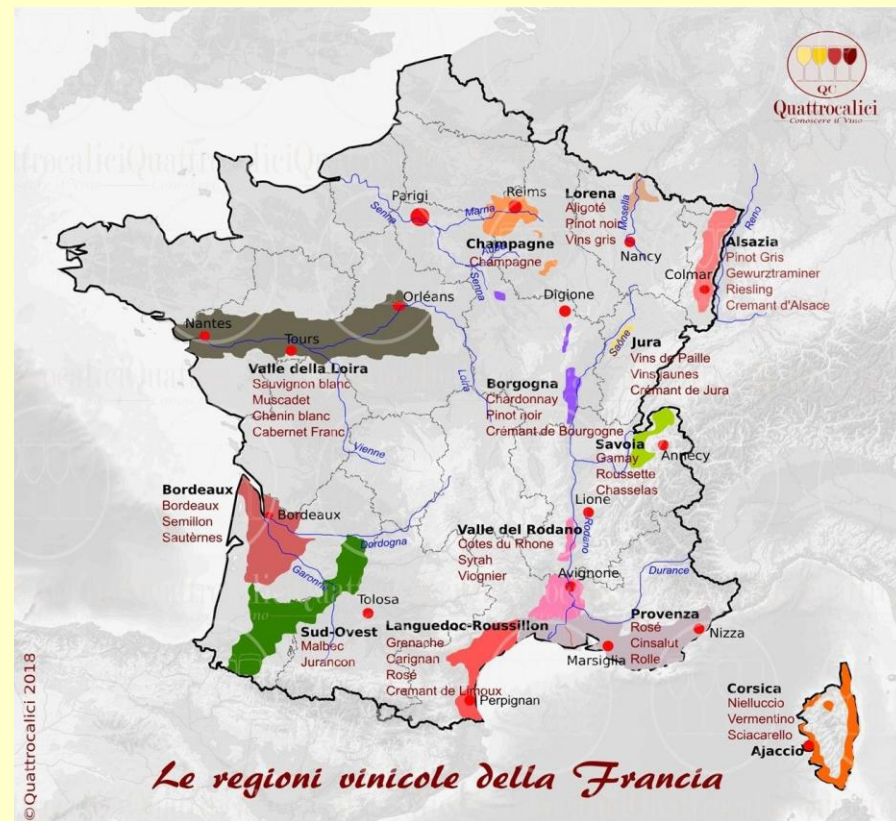 QC
Quattrocalici
Conoscere il Vino
Parigi
Senna
Marna
Reims
Lorena
Aligoté
Pinot noir
Vins gris
Mosella
Nancy
Reno
Champagne
Champagne
Senna
Alsazia
Pinot Gris
Gewurztraminer
Riesling
Cremant d'Alsace
Colmar
Orléans
Digione
Nantes
Tours
Valle della Loira
Sauvignon blanc
Muscadet
Chenin blanc
Cabernet Franc
Loira
Vienne
Saône
Jura
Vins de Paille
Vins jaunes
Crémant de Jura
Borgogna
Chardonnay
Pinot noir
Crémant de Bourgogne
Savoia
Gamay
Roussette
Chasselas
Annecy
Bordeaux
Bordeaux
Semillon
Sautèrnes
Bordeaux
Dordogna
Garonna
Lione
Rodano
Valle del Rodano
Cotes du Rhone
Syrah
Viognier
Avignone
Durance
Tolosa
Sud-Ovest
Malbec
Jurancon
Languedoc-Roussillon
Grenaphe
Carignan
Rosé
Cremant de Limoux
Perpignan
Provenza
Rosé
Cinsalut
Rolle
Marsiglia
Nizza
Corsica
Nielluccio
Vermentino
Sciacarello
Ajaccio
Le regioni vinicole della Francia
©Quattrocalici 2018